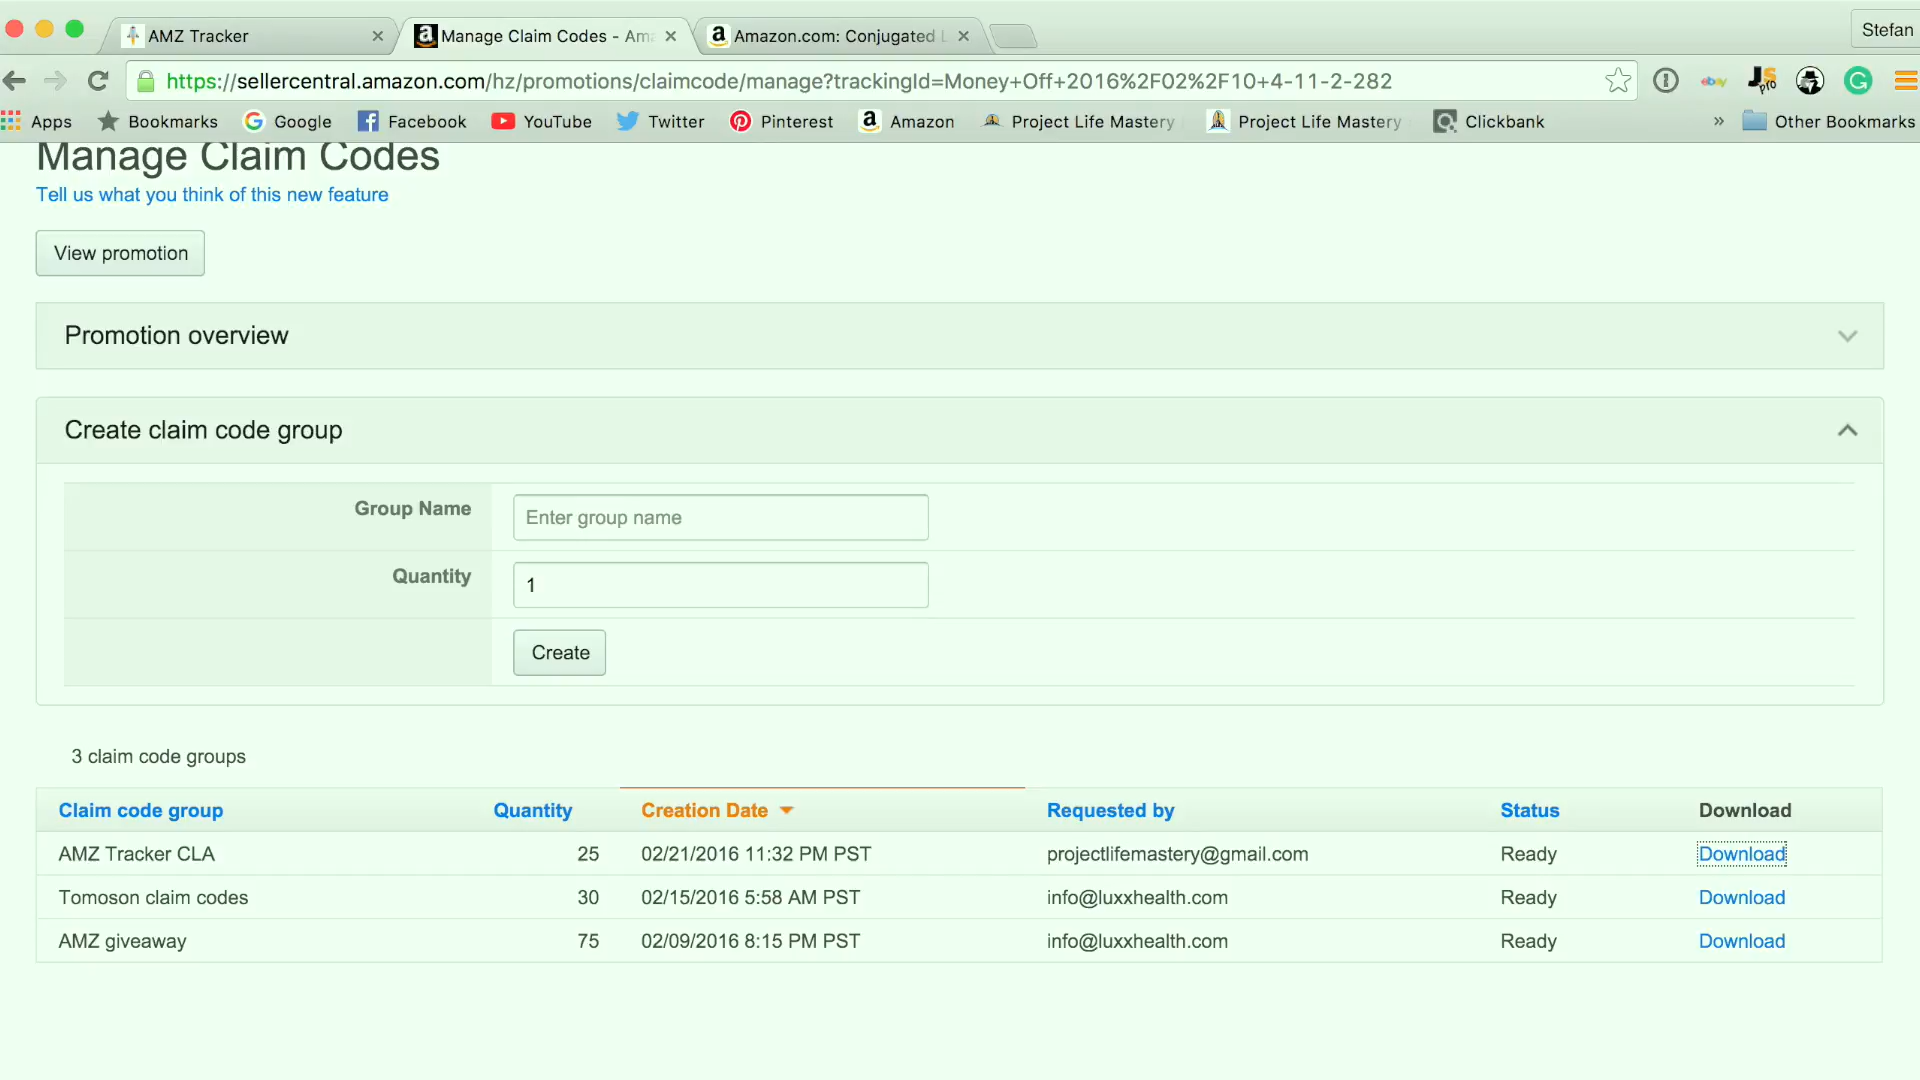 AMZ Tracker
Manage Claim Codes - Am
Amazon.com: Conjugated L
Stefan
https://sellercentral.amazon.com/hz/promotions/claimcode/manage?trackingId=Money+Off+2016%2F02%2F10+4-11-2-282
Apps Bookmarks Google Facebook YouTube Twitter Pinterest Amazon Project Life Mastery Project Life Mastery Clickbank » Other Bookmarks
Manage Claim Codes
Tell us what you think of this new feature
View promotion
Promotion overview
Create claim code group
Group Name Enter group name
Quantity 1
Create
3 claim code groups
Claim code group Quantity Creation Date Requested by Status Download
AMZ Tracker CLA 25 02/21/2016 11:32 PM PST projectlifemastery@gmail.com Ready Download
Tomoson claim codes 30 02/15/2016 5:58 AM PST info@luxxhealth.com Ready Download
AMZ giveaway 75 02/09/2016 8:15 PM PST info@luxxhealth.com Ready Download